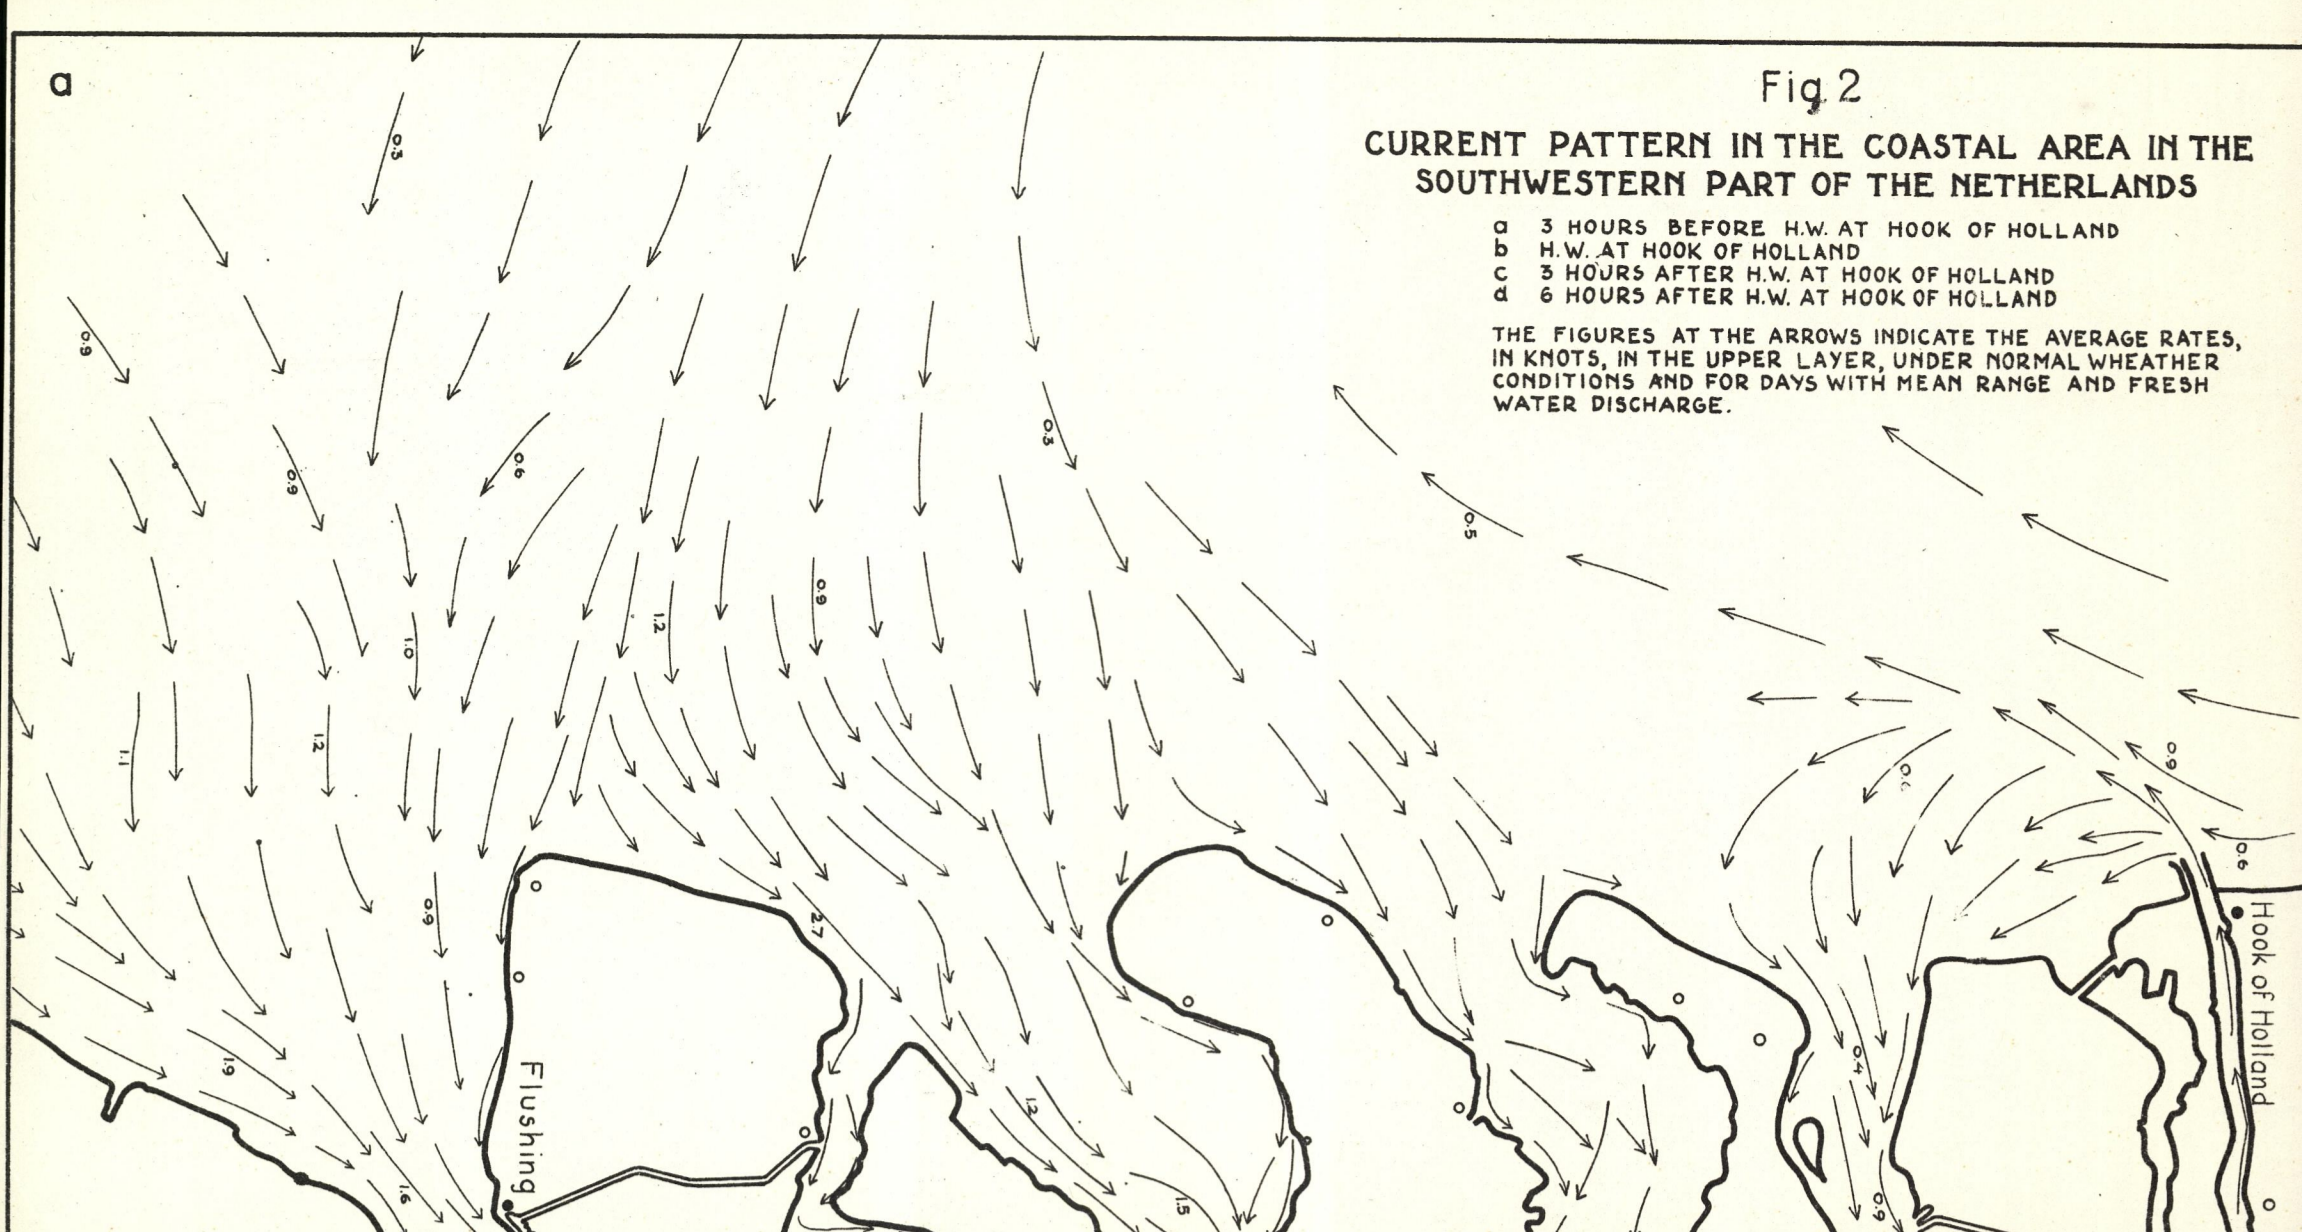 a
Fig. 2
CURRENT PATTERN IN THE COASTAL AREA IN THE
SOUTHWESTERN PART OF THE NETHERLANDS
a 3 HOURS BEFORE H.W. AT HOOK OF HOLLAND
b H.W. AT HOOK OF HOLLAND
c 3 HOURS AFTER H.W. AT HOOK OF HOLLAND
d 6 HOURS AFTER H.W. AT HOOK OF HOLLAND
THE FIGURES AT THE ARROWS INDICATE THE AVERAGE RATES,
IN KNOTS, IN THE UPPER LAYER, UNDER NORMAL WHEATHER
CONDITIONS AND FOR DAYS WITH MEAN RANGE AND FRESH
WATER DISCHARGE.
0.3
0.9
0.3
0.6
0.9
0.5
0.9
1.2
1.0
1.2
1.1
0.9
0.6
0.9
2.7
Hook of Holland
1.9
0.4
Flushing
1.2
1.6
1.5
0.9